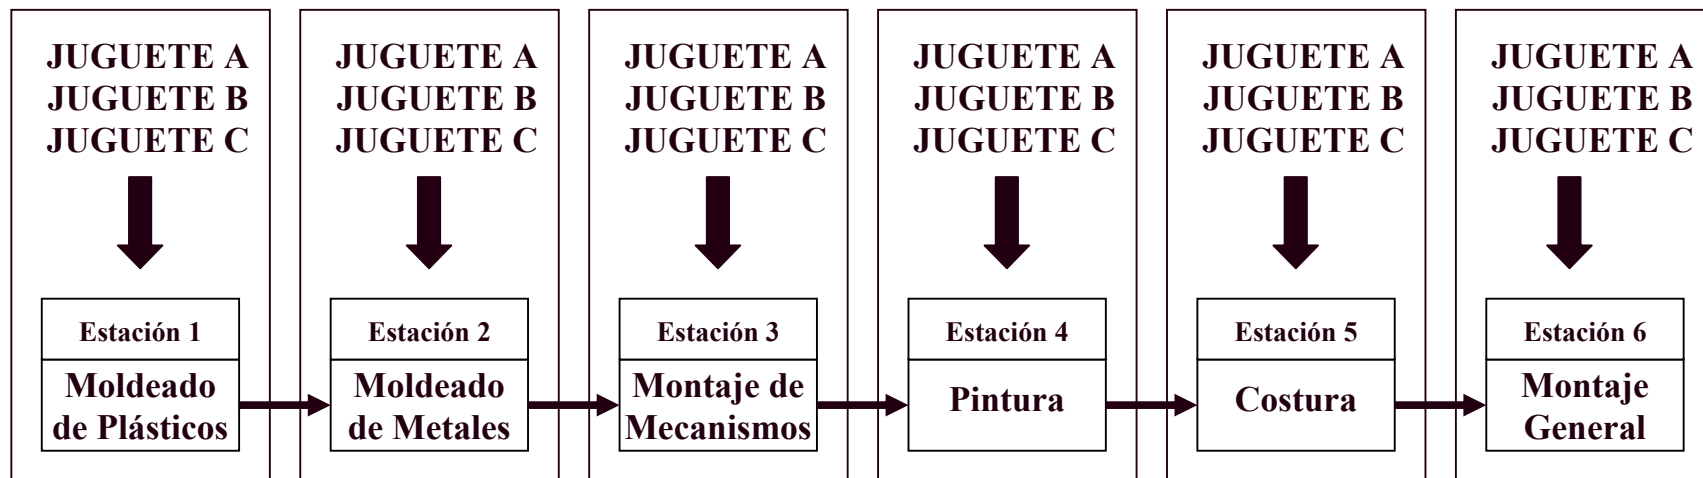 JUGUETE A
JUGUETE B
JUGUETE C
Estación 1
Moldeado
de Plásticos
JUGUETE A
JUGUETE B
JUGUETE C
Estación 2
Moldeado
de Metales
JUGUETE A
JUGUETE B
JUGUETE C
Estación 3
Montaje de
Mecanismos
JUGUETE A
JUGUETE B
JUGUETE C
Estación 4
Pintura
JUGUETE A
JUGUETE B
JUGUETE C
Estación 5
Costura
JUGUETE A
JUGUETE B
JUGUETE C
Estación 6
Montaje
General